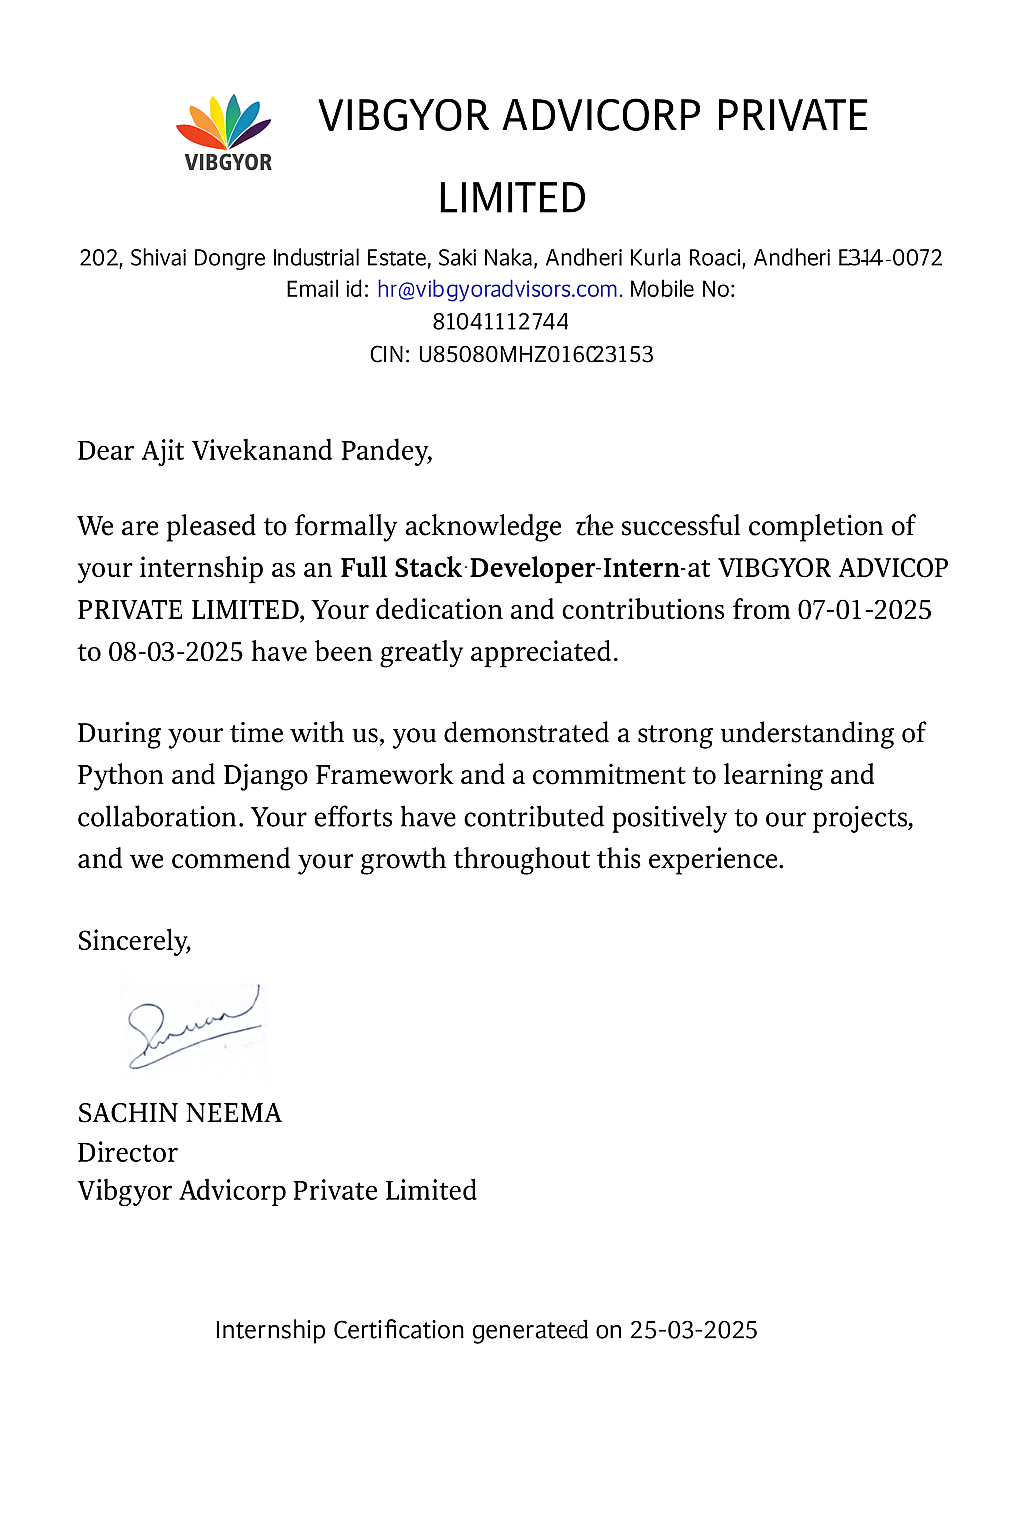 VIBGYOR
VIBGYOR ADVICORP PRIVATE
LIMITED
202, Shivai Dongre Industrial Estate, Saki Naka, Andheri Kurla Roaci, Andheri
Email id: hr@vibgyoradvisors.com. Mobile No:
81041112744
CIN:
Dear Ajit Vivekanand Pandey,
We are pleased to formally acknowledge the successful completion of
your internship as an Full Stack Developer-Intern-at VIBGYOR ADVICOP
PRIVATE LIMITED, Your dedication and contributions from 07-01-2025
to 08-03-2025 have been greatly appreciated.
During your time with us, you demonstrated a strong understanding of
Python and Django Framework and a commitment to learning and
collaboration. Your efforts have contributed positively to our projects,
and we commend your growth throughout this experience.
Sincerely,
SACHIN NEEMA
Director
Vibgyor Advicorp Private Limited
Internship Certification generated on 25-03-2025